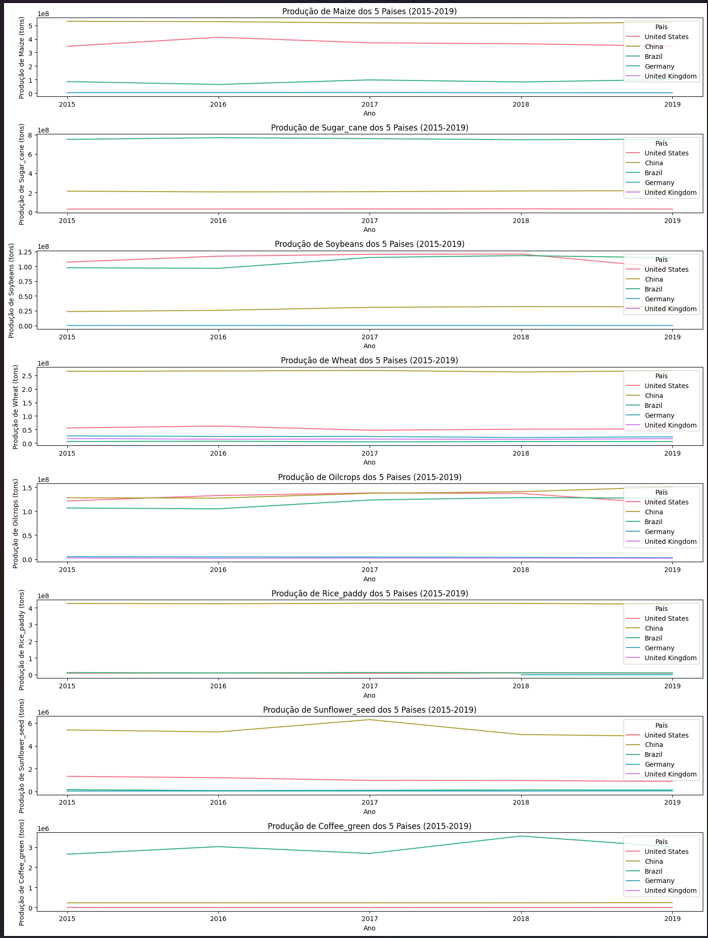 Produção de Maize dos 5 Paises (2015-2019)
1e8
Produção de Maize (tons)
5
4
3
2
1
0
País
United States
China
Brazil
Germany
United Kingdom
2015 2016 2017 2018 2019
Ano
Produção de Sugar_cane dos 5 Paises (2015-2019)
1e8
Produção de Sugar_cane (tons)
8
6
4
2
0
País
United States
China
Brazil
Germany
United Kingdom
2015 2016 2017 2018 2019
Ano
Produção de Soybeans dos 5 Paises (2015-2019)
1e8
Produção de Soybeans (tons)
1.25
1.00
0.75
0.50
0.25
0.00
País
United States
China
Brazil
Germany
United Kingdom
2015 2016 2017 2018 2019
Ano
Produção de Wheat dos 5 Paises (2015-2019)
1e8
Produção de Wheat (tons)
2.5
2.0
1.5
1.0
0.5
0.0
País
United States
China
Brazil
Germany
United Kingdom
2015 2016 2017 2018 2019
Ano
Produção de Oilcrops dos 5 Paises (2015-2019)
1e8
Produção de Oilcrops (tons)
1.5
1.0
0.5
0.0
País
United States
China
Brazil
Germany
United Kingdom
2015 2016 2017 2018 2019
Ano
Produção de Rice_paddy dos 5 Paises (2015-2019)
1e8
Produção de Rice_paddy (tons)
4
3
2
1
0
País
United States
China
Brazil
Germany
United Kingdom
2015 2016 2017 2018 2019
Ano
Produção de Sunflower_seed dos 5 Paises (2015-2019)
1e6
Produção de Sunflower_seed (tons)
6
4
2
0
País
United States
China
Brazil
Germany
United Kingdom
2015 2016 2017 2018 2019
Ano
Produção de Coffee_green dos 5 Paises (2015-2019)
1e6
Produção de Coffee_green (tons)
3
2
1
0
País
United States
China
Brazil
Germany
United Kingdom
2015 2016 2017 2018 2019
Ano